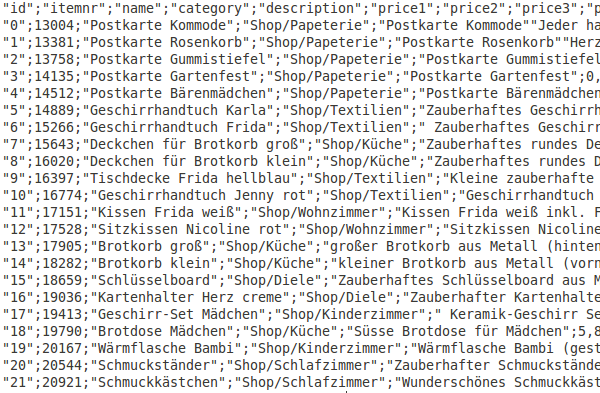 "id";"itemnr";"name";"category";"description";"price1";"price2";"price3";"p
"0";13004;"Postkarte Kommode";"Shop/Papeterie";"Postkarte Kommode""Jeder ha
"1";13381;"Postkarte Rosenkorb";"Shop/Papeterie";"Postkarte Rosenkorb""Herz
"2";13758;"Postkarte Gummistiefel";"Shop/Papeterie";"Postkarte Gummistiefel
"3";14135;"Postkarte Gartenfest";"Shop/Papeterie";"Postkarte Gartenfest";0,
"4";14512;"Postkarte Bärenmädchen";"Shop/Papeterie";"Postkarte Bärenmädchen
"5";14889;"Geschirrhandtuch Karla";"Shop/Textilien";"Zauberhaftes Geschirrh
"6";15266;"Geschirrhandtuch Frida";"Shop/Textilien";" Zauberhaftes Geschirr
"7";15643;"Deckchen für Brotkorb groß";"Shop/Küche";"Zauberhaftes rundes De
"8";16020;"Deckchen für Brotkorb klein";"Shop/Küche";"Zauberhaftes rundes D
"9";16397;"Tischdecke Frida hellblau";"Shop/Textilien";"Kleine zauberhafte
"10";16774;"Geschirrhandtuch Jenny rot";"Shop/Textilien";"Geschirrhandtuch
"11";17151;"Kissen Frida weiß";"Shop/Wohnzimmer";"Kissen Frida weiß inkl. F
"12";17528;"Sitzkissen Nicoline rot";"Shop/Wohnzimmer";"Sitzkissen Nicoline
"13";17905;"Brotkorb groß";"Shop/Küche";"großer Brotkorb aus Metall (hinten
"14";18282;"Brotkorb klein";"Shop/Küche";"kleiner Brotkorb aus Metall (vorn
"15";18659;"Schlüsselboard";"Shop/Diele";"Zauberhaftes Schlüsselboard aus M
"16";19036;"Kartenhalter Herz creme";"Shop/Diele";"Zauberhafter Kartenhalte
"17";19413;"Geschirr-Set Mädchen";"Shop/Kinderzimmer";" Keramik-Geschirr Se
"18";19790;"Brotdose Mädchen";"Shop/Küche";"Süsse Brotdose für Mädchen";5,8
"19";20167;"Wärmflasche Bambi";"Shop/Kinderzimmer";"Wärmflasche Bambi (gest
"20";20544;"Schmuckständer";"Shop/Schlafzimmer";"Zauberhafter Schmuckstände
"21";20921;"Schmuckkästchen";"Shop/Schlafzimmer";"Wunderschönes Schmuckkäst